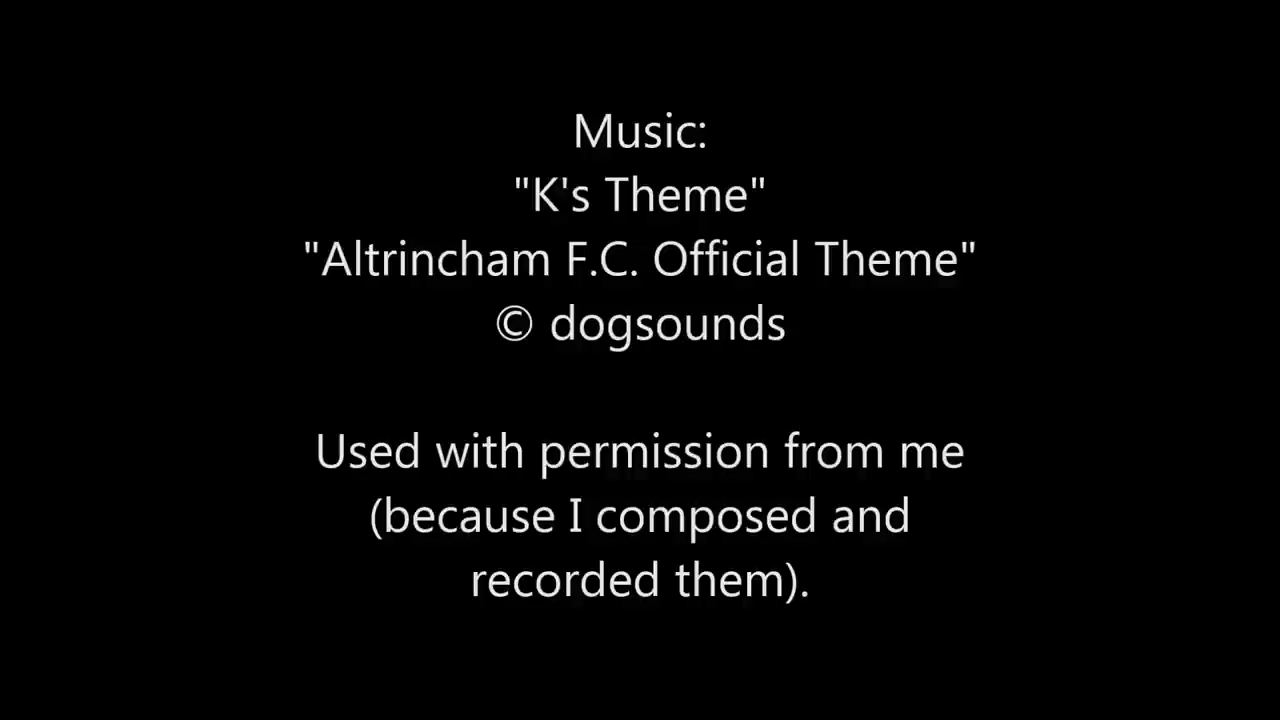 Music:
"K's Theme"
"Altrincham F.C. Official Theme"
© dogsounds
Used with permission from me
(because I composed and
recorded them).